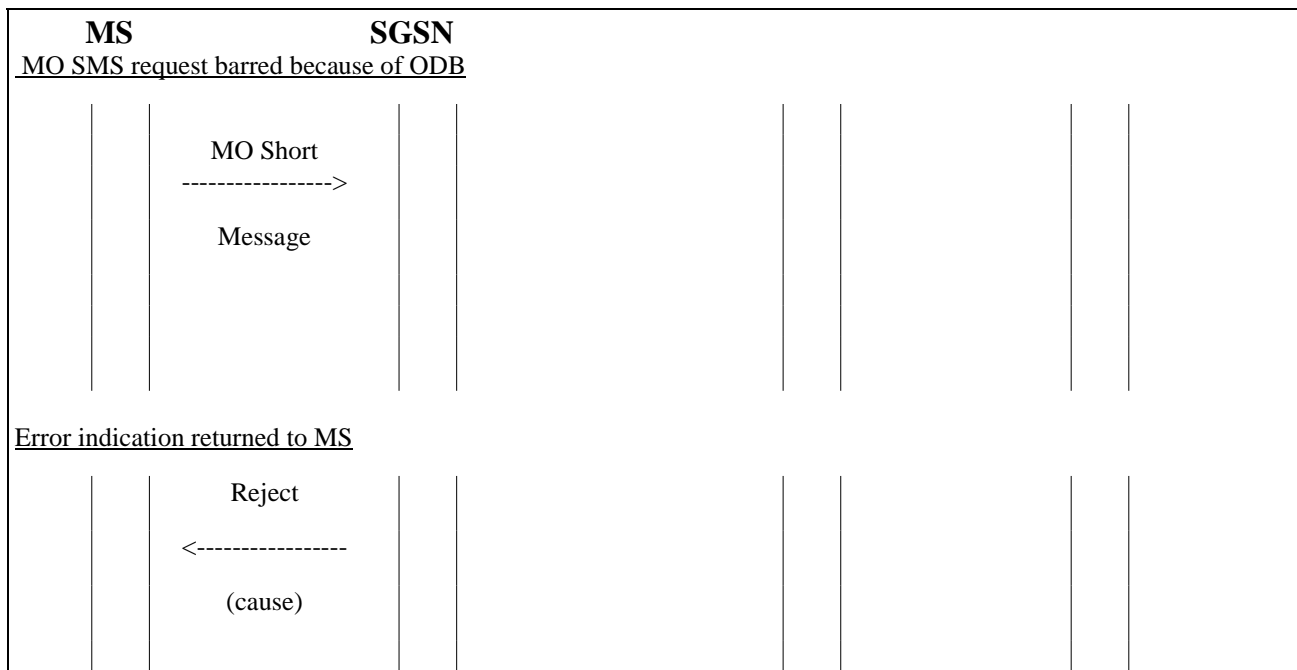 MS SGSN
MO SMS request barred because of ODB
MO Short
----------------->
Message
Error indication returned to MS
Reject
<-----------------
(cause)